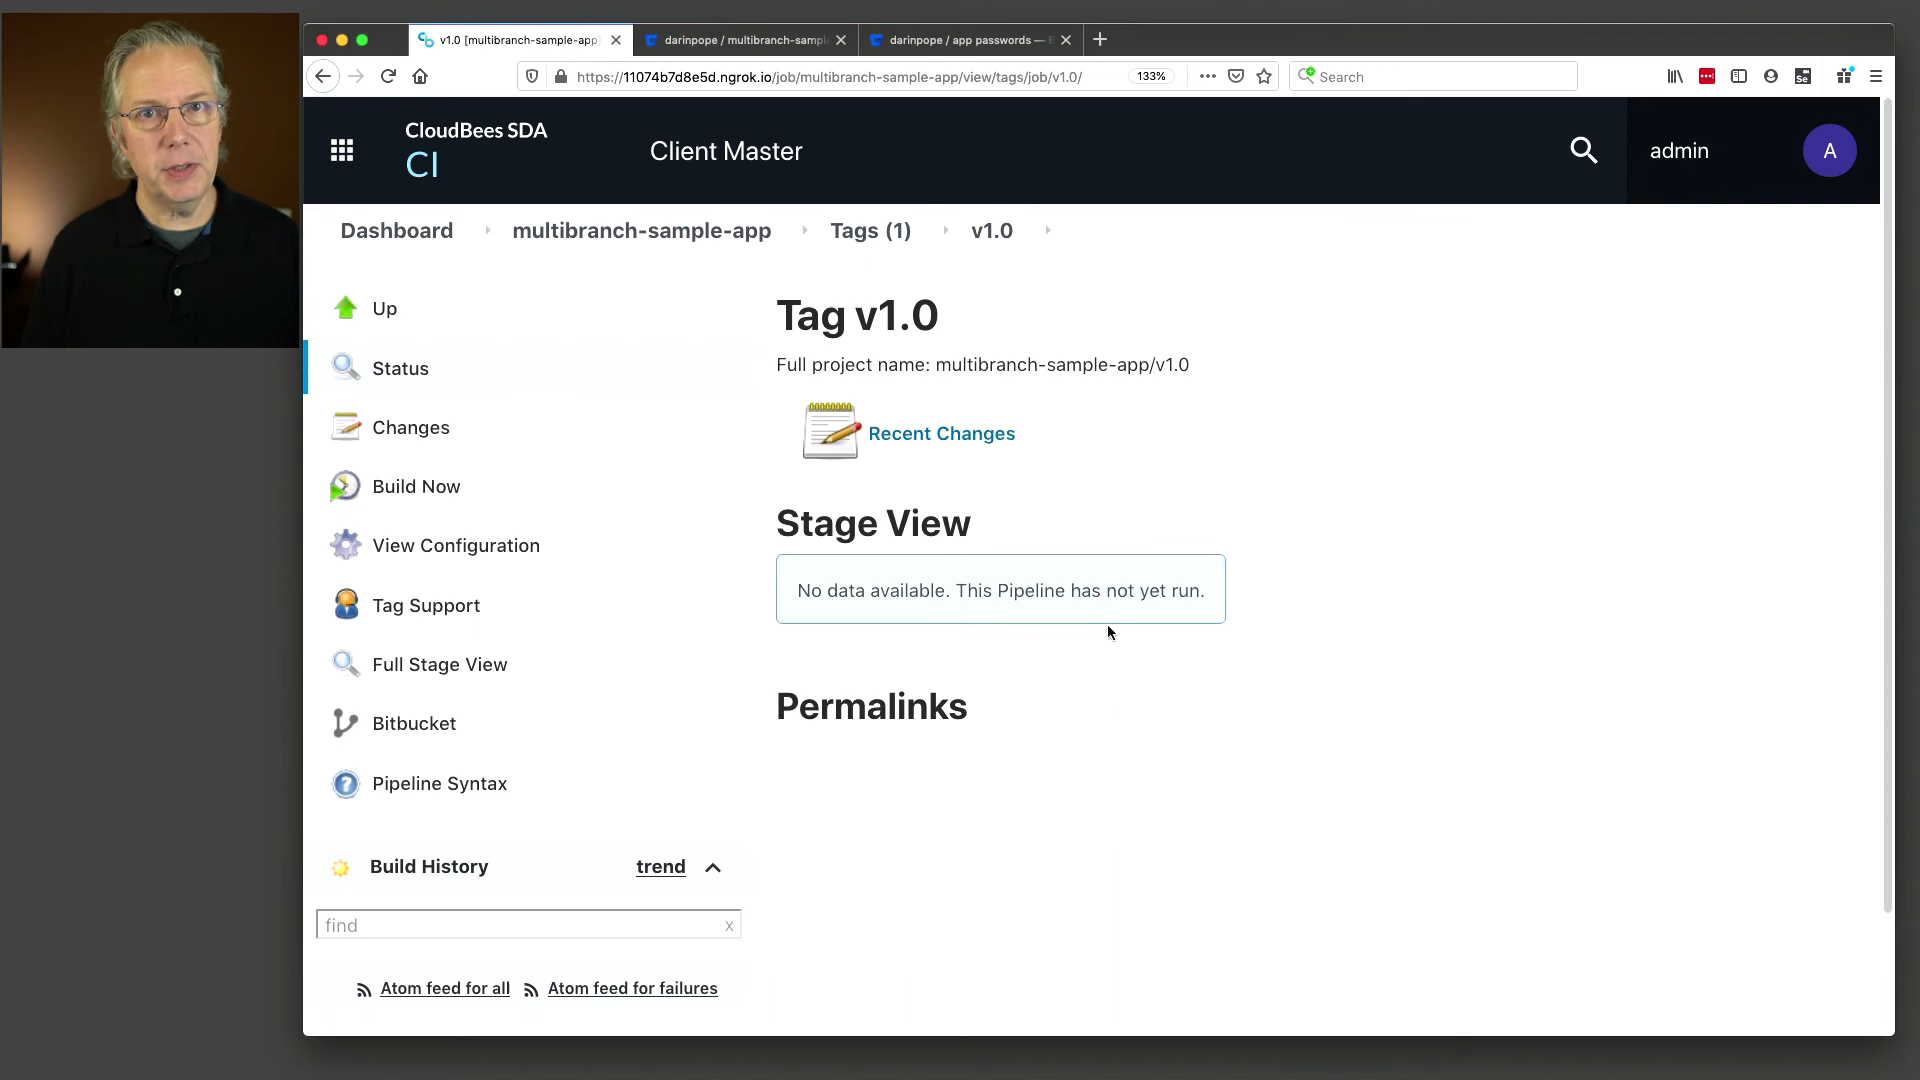 v1.0 [multibranch-sample-app]
darinpope / multibranch-sampl
darinpope / app passwords —
https://11074b7d8e5d.ngrok.io/job/multibranch-sample-app/view/tags/job/v1.0/
133%
Search
CloudBees SDA
CI
Client Master
admin
A
Dashboard
multibranch-sample-app
Tags (1)
v1.0
Up
Status
Changes
Build Now
View Configuration
Tag Support
Full Stage View
Bitbucket
Pipeline Syntax
Build History
trend
find
x
Atom feed for all
Atom feed for failures
Tag v1.0
Full project name: multibranch-sample-app/v1.0
Recent Changes
Stage View
No data available. This Pipeline has not yet run.
Permalinks